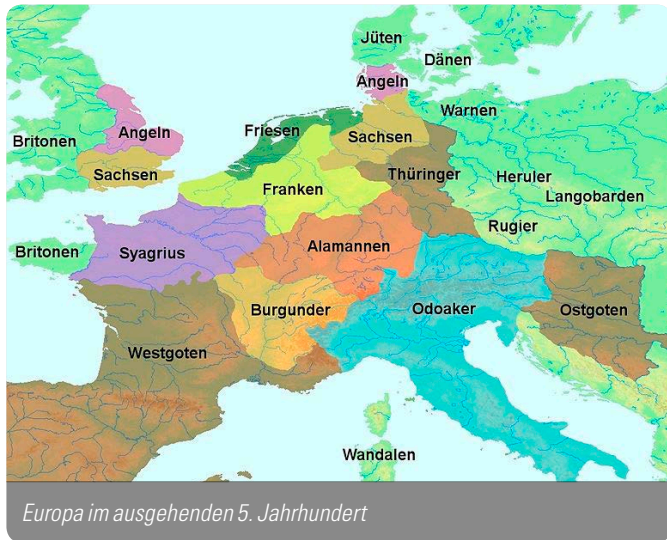 Jüten
Dänen
Angeln
Warnen
Friesen
Angeln
Britonen
Sachsen
Sachsen
Thüringer
Heruler
Franken
Langobarden
Rugier
Britonen
Syagrius
Alamannen
Burgunder
Odoaker
Ostgoten
Westgoten
Wandalen
Europa im ausgehenden 5. Jahrhundert